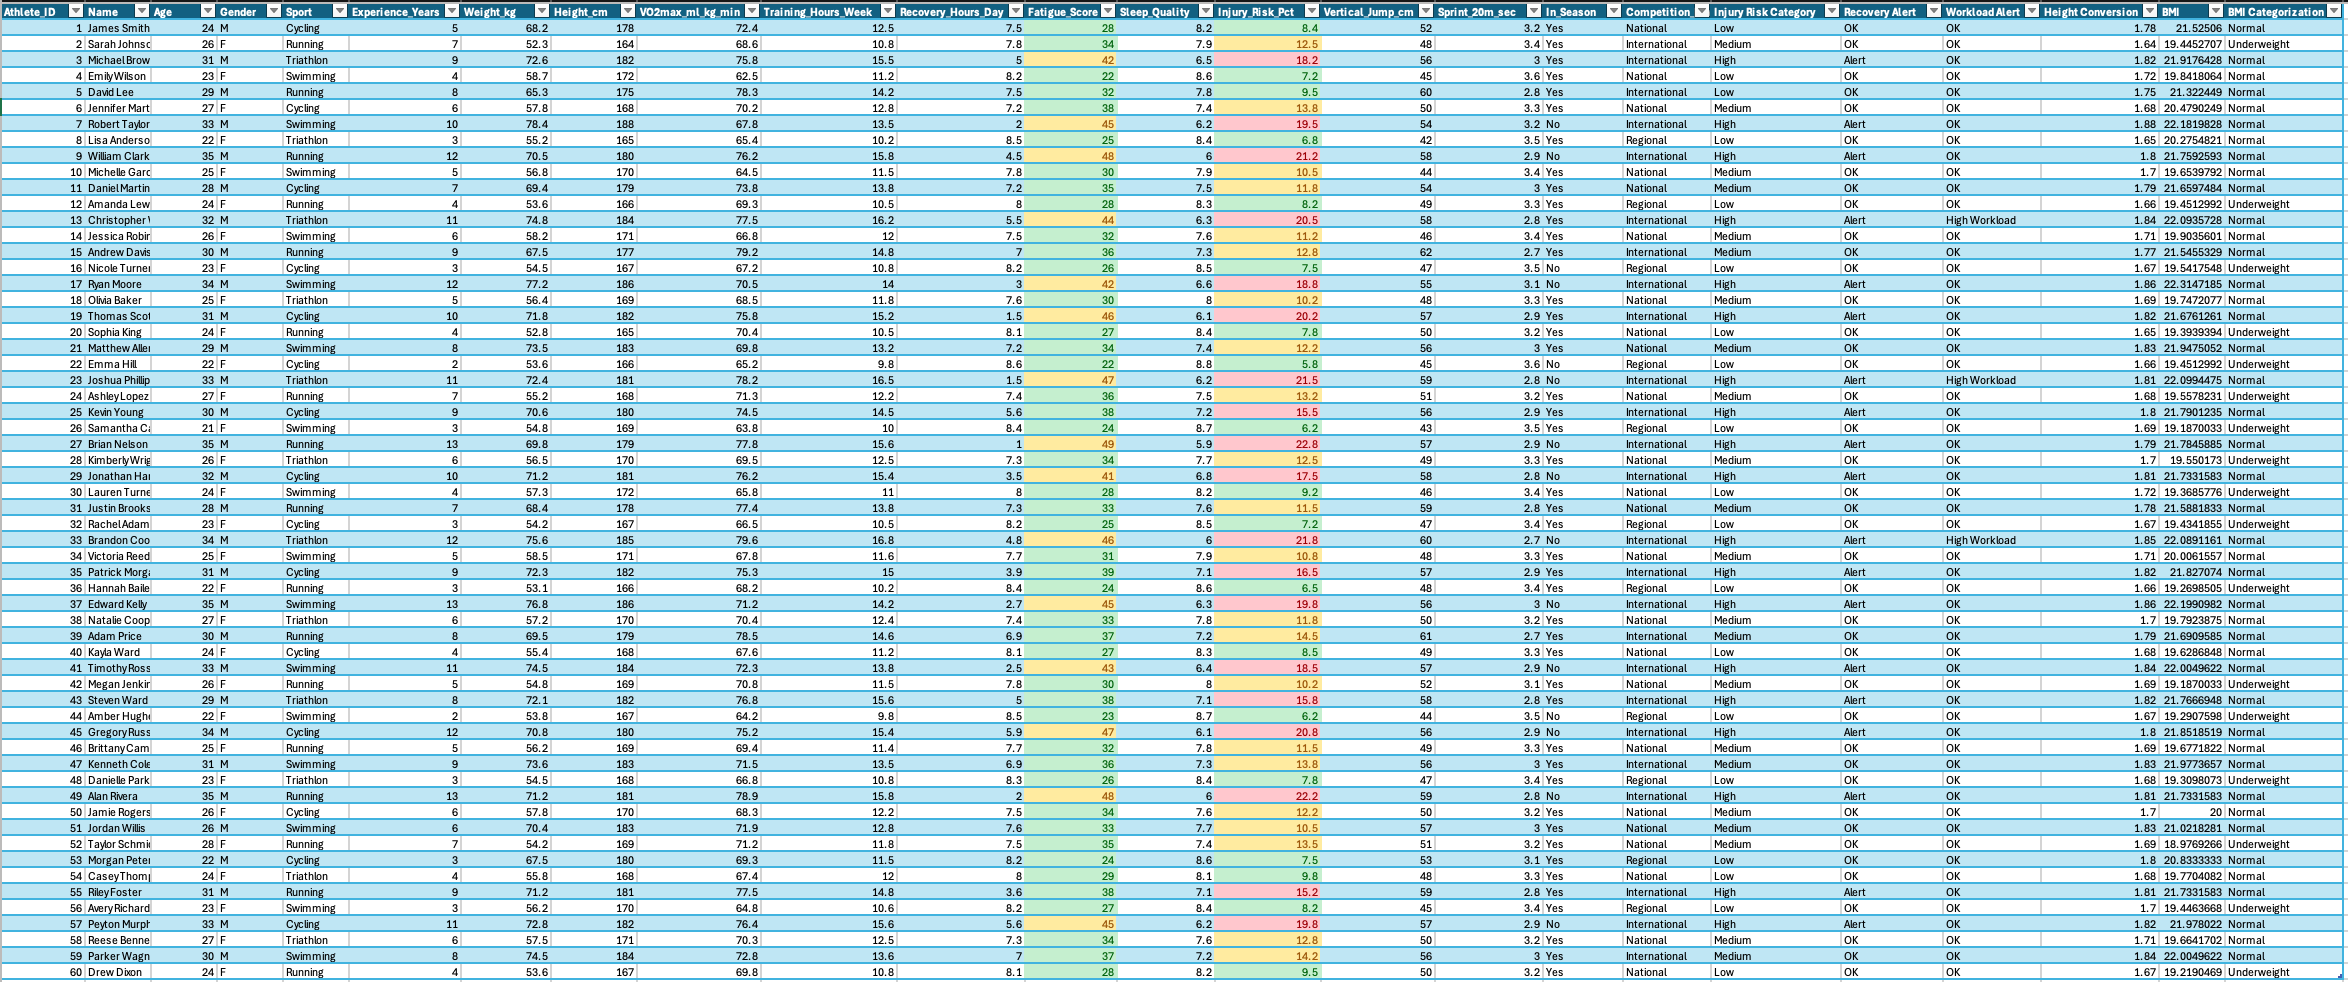 Athlete_ID Name Age Gender Sport Experience_Years Weight_kg Height_cm VO2max_ml_kg_min Training_Hours_Week Recovery_Hours_Day Fatigue_Score Sleep_Quality Injury_Risk_Pct Vertical_Jump_cm Sprint_20m_sec In_Season Competition_ Injury Risk Category Recovery Alert Workload Alert Height Conversion BMI BMI Categorization
1 James Smith 24 M Cycling 5 68.2 178 72.4 12.5 7.5 28 8.2 8.4 52 3.2 Yes National Low OK OK 1.78 21.52506 Normal
2 Sarah Johnsc 26 F Running 7 52.3 164 68.6 10.8 7.8 34 7.9 12.5 48 3.4 Yes International Medium OK OK 1.64 19.4452707 Underweight
3 Michael Brow 31 M Triathlon 9 72.6 182 75.8 15.5 5 42 6.5 18.2 56 3 Yes International High Alert OK 1.82 21.9176428 Normal
4 Emily Wilson 23 F Swimming 4 58.7 172 62.5 11.2 8.2 22 8.6 7.2 45 3.6 Yes National Low OK OK 1.72 19.8418064 Normal
5 David Lee 29 M Running 8 65.3 175 78.3 14.2 7.5 32 7.8 9.5 60 2.8 Yes International Low OK OK 1.75 21.322449 Normal
6 Jennifer Mart 27 F Cycling 6 57.8 168 70.2 12.8 7.2 38 7.4 13.8 50 3.3 Yes National Medium OK OK 1.68 20.4790249 Normal
7 Robert Taylor 33 M Swimming 10 78.4 188 67.8 13.5 2 45 6.2 19.5 54 3.2 No International High Alert OK 1.88 22.1819828 Normal
8 Lisa Anderso 22 F Triathlon 3 55.2 165 65.4 10.2 8.5 25 8.4 6.8 42 3.5 Yes Regional Low OK OK 1.65 20.2754821 Normal
9 William Clark 35 M Running 12 70.5 180 76.2 15.8 4.5 48 6 21.2 58 2.9 No International High Alert OK 1.8 21.7592593 Normal
10 Michelle Garc 25 F Swimming 5 56.8 170 64.5 11.5 7.8 30 7.9 10.5 44 3.4 Yes National Medium OK OK 1.7 19.6539792 Normal
11 Daniel Martin 28 M Cycling 7 69.4 179 73.8 13.8 7.2 35 7.5 11.8 54 3 Yes National Medium OK OK 1.79 21.6597484 Normal
12 Amanda Lew 24 F Running 4 53.6 166 69.3 10.5 8 28 8.3 8.2 49 3.3 Yes Regional Low OK OK 1.66 19.4512992 Underweight
13 Christopher 32 M Triathlon 11 74.8 184 77.5 16.2 5.5 44 6.3 20.5 58 2.8 Yes International High Alert High Workload 1.84 22.0935728 Normal
14 Jessica Robir 26 F Swimming 6 58.2 171 66.8 12 7.5 32 7.6 11.2 46 3.4 Yes National Medium OK OK 1.71 19.9035601 Normal
15 Andrew Davis 30 M Running 9 67.5 177 79.2 14.8 7 36 7.3 12.8 62 2.7 Yes International Medium OK OK 1.77 21.5455329 Normal
16 Nicole Turner 23 F Cycling 3 54.5 167 67.2 10.8 8.2 26 8.5 7.5 47 3.5 No Regional Low OK OK 1.67 19.5417548 Underweight
17 Ryan Moore 34 M Swimming 12 77.2 186 70.5 14 3 42 6.6 18.8 55 3.1 No International High Alert OK 1.86 22.3147185 Normal
18 Olivia Baker 25 F Triathlon 5 56.4 169 68.5 11.8 7.6 30 8 10.2 48 3.3 Yes National Medium OK OK 1.69 19.7472077 Normal
19 Thomas Scot 31 M Cycling 10 71.8 182 75.8 15.2 1.5 46 6.1 20.2 57 2.9 Yes International High Alert OK 1.82 21.6761261 Normal
20 Sophia King 24 F Running 4 52.8 165 70.4 10.5 8.1 27 8.4 7.8 50 3.2 Yes National Low OK OK 1.65 19.3939394 Underweight
21 Matthew Aller 29 M Swimming 8 73.5 183 69.8 13.2 7.2 34 7.4 12.2 56 3 Yes National Medium OK OK 1.83 21.9475052 Normal
22 Emma Hill 22 F Cycling 2 53.6 166 65.2 9.8 8.6 22 8.8 5.8 45 3.6 No Regional Low OK OK 1.66 19.4512992 Underweight
23 Joshua Phillip 33 M Triathlon 11 72.4 181 78.2 16.5 1.5 47 6.2 21.5 59 2.8 No International High Alert High Workload 1.81 22.0994475 Normal
24 Ashley Lopez 27 F Running 7 55.2 168 71.3 12.2 7.4 36 7.5 13.2 51 3.2 Yes National Medium OK OK 1.68 19.5578231 Underweight
25 Kevin Young 30 M Cycling 9 70.6 180 74.5 14.5 5.6 38 7.2 15.5 56 2.9 Yes International High Alert OK 1.8 21.7901235 Normal
26 Samantha Ca 21 F Swimming 3 54.8 169 63.8 10 8.4 24 8.7 6.2 43 3.5 Yes Regional Low OK OK 1.69 19.1870033 Underweight
27 Brian Nelson 35 M Running 13 69.8 179 77.8 15.6 1 49 5.9 22.8 57 2.9 No International High Alert OK 1.79 21.7845885 Normal
28 Kimberly Wrig 26 F Triathlon 6 56.5 170 69.5 12.5 7.3 34 7.7 12.5 49 3.3 Yes National Medium OK OK 1.7 19.550173 Underweight
29 Jonathan Har 32 M Cycling 10 71.2 181 76.2 15.4 3.5 41 6.8 17.5 58 2.8 No International High Alert OK 1.81 21.7331583 Normal
30 Lauren Turne 24 F Swimming 4 57.3 172 65.8 11 8 28 8.2 9.2 46 3.4 Yes National Low OK OK 1.72 19.3685776 Underweight
31 Justin Brooks 28 M Running 7 68.4 178 77.4 13.8 7.3 33 7.6 11.5 59 2.8 Yes National Medium OK OK 1.78 21.5881833 Normal
32 Rachel Adam 23 F Cycling 3 54.2 167 66.5 10.5 8.2 25 8.5 7.2 47 3.4 Yes Regional Low OK OK 1.67 19.4341855 Underweight
33 Brandon Coo 34 M Triathlon 12 75.6 185 79.6 16.8 4.8 46 6 21.8 60 2.7 No International High Alert High Workload 1.85 22.0891161 Normal
34 Victoria Reed 25 F Swimming 5 58.5 171 67.8 11.6 7.7 31 7.9 10.8 48 3.3 Yes National Medium OK OK 1.71 20.0061557 Normal
35 Patrick Morga 31 M Cycling 9 72.3 182 75.3 15 3.9 39 7.1 16.5 57 2.9 Yes International High Alert OK 1.82 21.827074 Normal
36 Hannah Baile 22 F Running 3 53.1 166 68.2 10.2 8.4 24 8.6 6.5 48 3.4 Yes Regional Low OK OK 1.66 19.2698505 Underweight
37 Edward Kelly 35 M Swimming 13 76.8 186 71.2 14.2 2.7 45 6.3 19.8 56 3 No International High Alert OK 1.86 22.1990982 Normal
38 Natalie Coop 27 F Triathlon 6 57.2 170 70.4 12.4 7.4 33 7.8 11.8 50 3.2 Yes National Medium OK OK 1.7 19.7923875 Normal
39 Adam Price 30 M Running 8 69.5 179 78.5 14.6 6.9 37 7.2 14.5 61 2.7 Yes International Medium OK OK 1.79 21.6909585 Normal
40 Kayla Ward 24 F Cycling 4 55.4 168 67.6 11.2 8.1 27 8.3 8.5 49 3.3 Yes National Low OK OK 1.68 19.6286848 Normal
41 Timothy Ross 33 M Swimming 11 74.5 184 72.3 13.8 2.5 43 6.4 18.5 57 2.9 No International High Alert OK 1.84 22.0049622 Normal
42 Megan Jenkir 26 F Running 5 54.8 169 70.8 11.5 7.8 30 8 10.2 52 3.1 Yes National Medium OK OK 1.69 19.1870033 Underweight
43 Steven Ward 29 M Triathlon 8 72.1 182 76.8 15.6 5 38 7.1 15.8 58 2.8 Yes International High Alert OK 1.82 21.7666948 Normal
44 Amber Hughe 22 F Swimming 2 53.8 167 64.2 9.8 8.5 23 8.7 6.2 44 3.5 No Regional Low OK OK 1.67 19.2907598 Underweight
45 Gregory Russ 34 M Cycling 12 70.8 180 75.2 15.4 5.9 47 6.1 20.8 56 2.9 No International High Alert OK 1.8 21.8518519 Normal
46 Brittany Cam 25 F Running 5 56.2 169 69.4 11.4 7.7 32 7.8 11.5 49 3.3 Yes National Medium OK OK 1.69 19.6771822 Normal
47 Kenneth Cole 31 M Swimming 9 73.6 183 71.5 13.5 6.9 36 7.3 13.8 56 3 Yes International Medium OK OK 1.83 21.9773657 Normal
48 Danielle Park 23 F Triathlon 3 54.5 168 66.8 10.8 8.3 26 8.4 7.8 47 3.4 Yes Regional Low OK OK 1.68 19.3098073 Underweight
49 Alan Rivera 35 M Running 13 71.2 181 78.9 15.8 2 48 6 22.2 59 2.8 No International High Alert OK 1.81 21.7331583 Normal
50 Jamie Rogers 26 F Cycling 6 57.8 170 68.3 12.2 7.5 34 7.6 12.2 50 3.2 Yes National Medium OK OK 1.7 20 Normal
51 Jordan Willis 26 M Swimming 6 70.4 183 71.9 12.8 7.6 33 7.7 10.5 57 3 Yes National Medium OK OK 1.83 21.0218281 Normal
52 Taylor Schmi 28 F Running 7 54.2 169 71.2 11.8 7.5 35 7.4 13.5 51 3.2 Yes National Medium OK OK 1.69 18.9769266 Underweight
53 Morgan Peter 22 M Cycling 3 67.5 180 69.3 11.5 8.2 24 8.6 7.5 53 3.1 Yes Regional Low OK OK 1.8 20.8333333 Normal
54 Casey Thom 24 F Triathlon 4 55.8 168 67.4 12 8 29 8.1 9.8 48 3.3 Yes National Low OK OK 1.68 19.7704082 Normal
55 Riley Foster 31 M Running 9 71.2 181 77.5 14.8 3.6 38 7.1 15.2 59 2.8 Yes International High Alert OK 1.81 21.7331583 Normal
56 Avery Richard 23 F Swimming 3 56.2 170 64.8 10.6 8.2 27 8.4 8.2 45 3.4 Yes Regional Low OK OK 1.7 19.4463668 Underweight
57 Peyton Murph 33 M Cycling 11 72.8 182 76.4 15.6 5.6 45 6.2 19.8 57 2.9 No International High Alert OK 1.82 21.978022 Normal
58 Reese Benne 27 F Triathlon 6 57.5 171 70.3 12.5 7.3 34 7.6 12.8 50 3.2 Yes National Medium OK OK 1.71 19.6641702 Normal
59 Parker Wagn 30 M Swimming 8 74.5 184 72.8 13.6 7 37 7.2 14.2 56 3 Yes International Medium OK OK 1.84 22.0049622 Normal
60 Drew Dixon 24 F Running 4 53.6 167 69.8 10.8 8.1 28 8.2 9.5 50 3.2 Yes National Low OK OK 1.67 19.2190469 Underweight